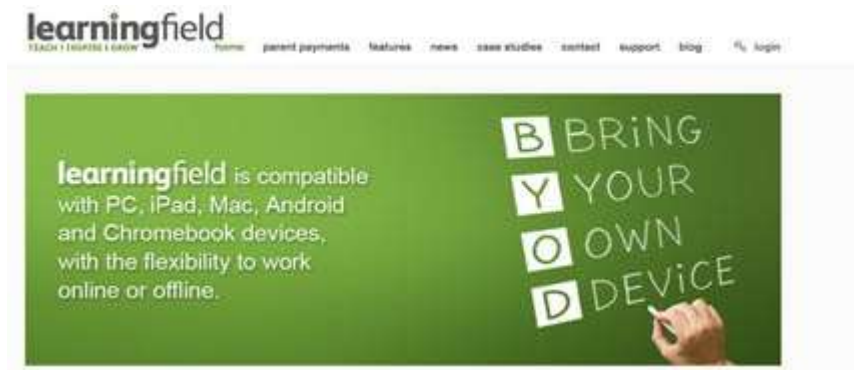 learningfield
TEACH | INSPIRE | GROW
home parent payments features news case studies contact support blog login
learningfield is compatible
with PC, iPad, Mac, Android
and Chromebook devices,
with the flexibility to work
online or offline.
B BRiNG
Y YOUR
O OWN
D DEViCE